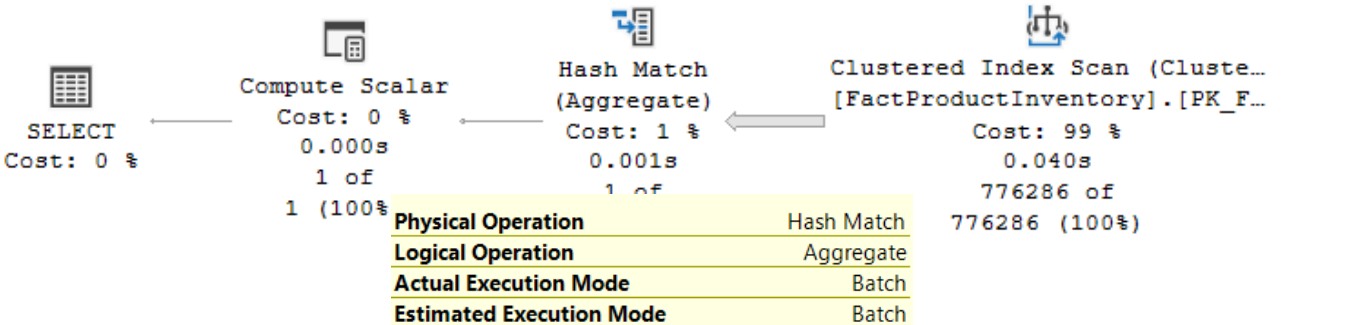 SELECT
Cost: 0 %
Compute Scalar
Cost: 0 %
0.000s
1 of
1 (100%
Hash Match
(Aggregate)
Cost: 1 %
0.001s
1 of
Clustered Index Scan (Cluste…
[FactProductInventory].[PK_F…
Cost: 99 %
0.040s
776286 of
776286 (100%)
Physical Operation Hash Match
Logical Operation Aggregate
Actual Execution Mode Batch
Estimated Execution Mode Batch